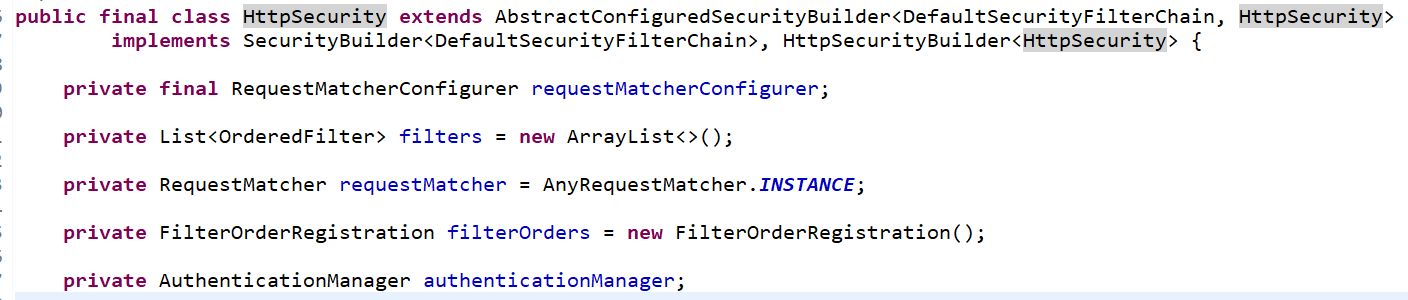 public final class HttpSecurity extends AbstractConfiguredSecurityBuilder<DefaultSecurityFilterChain, HttpSecurity>
implements SecurityBuilder<DefaultSecurityFilterChain>, HttpSecurityBuilder<HttpSecurity> {
private final RequestMatcherConfigurer requestMatcherConfigurer;
private List<OrderedFilter> filters = new ArrayList<>();
private RequestMatcher requestMatcher = AnyRequestMatcher.INSTANCE;
private FilterOrderRegistration filterOrders = new FilterOrderRegistration();
private AuthenticationManager authenticationManager;